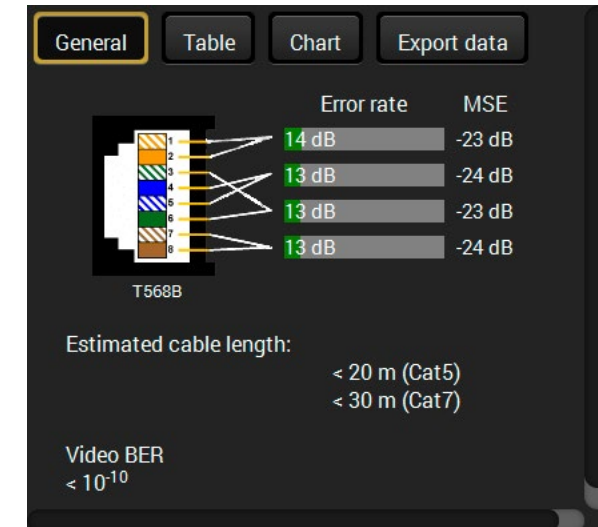 General Table Chart Export data
Error rate MSE
1 14 dB -23 dB
2
3 13 dB -24 dB
4
5 13 dB -23 dB
6
7 13 dB -24 dB
8
T568B
Estimated cable length:
< 20 m (Cat5)
< 30 m (Cat7)
Video BER
< 10⁻¹⁰